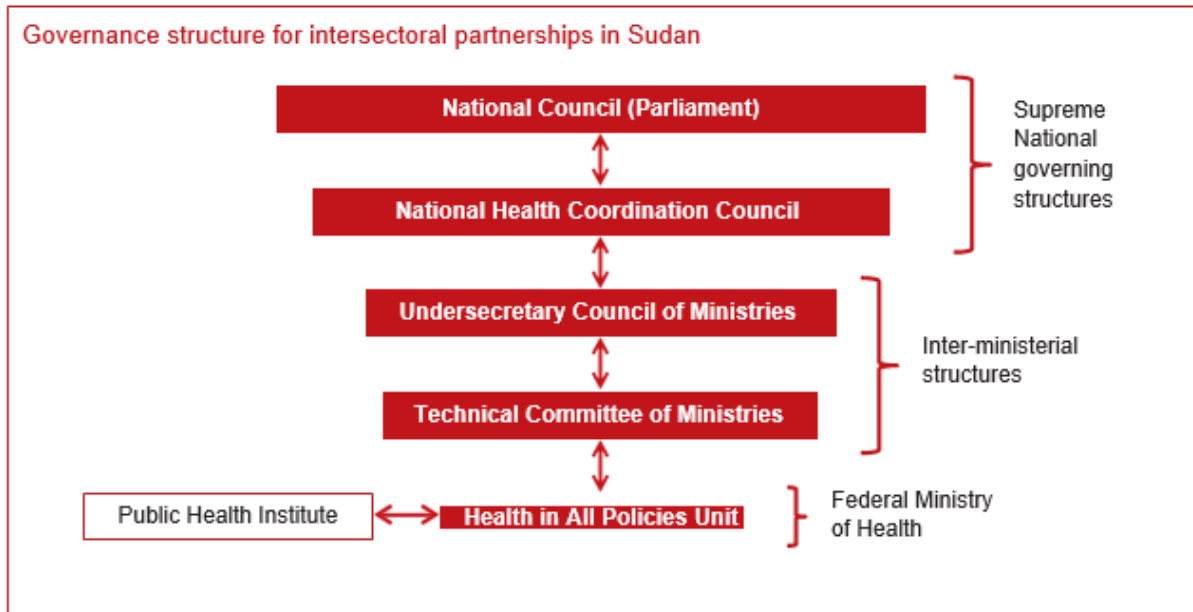 Governance structure for intersectoral partnerships in Sudan
National Council (Parliament)
National Health Coordination Council
Supreme
National
governing
structures
Undersecretary Council of Ministries
Technical Committee of Ministries
Inter-ministerial
structures
Public Health Institute
Health in All Policies Unit
Federal Ministry
of Health